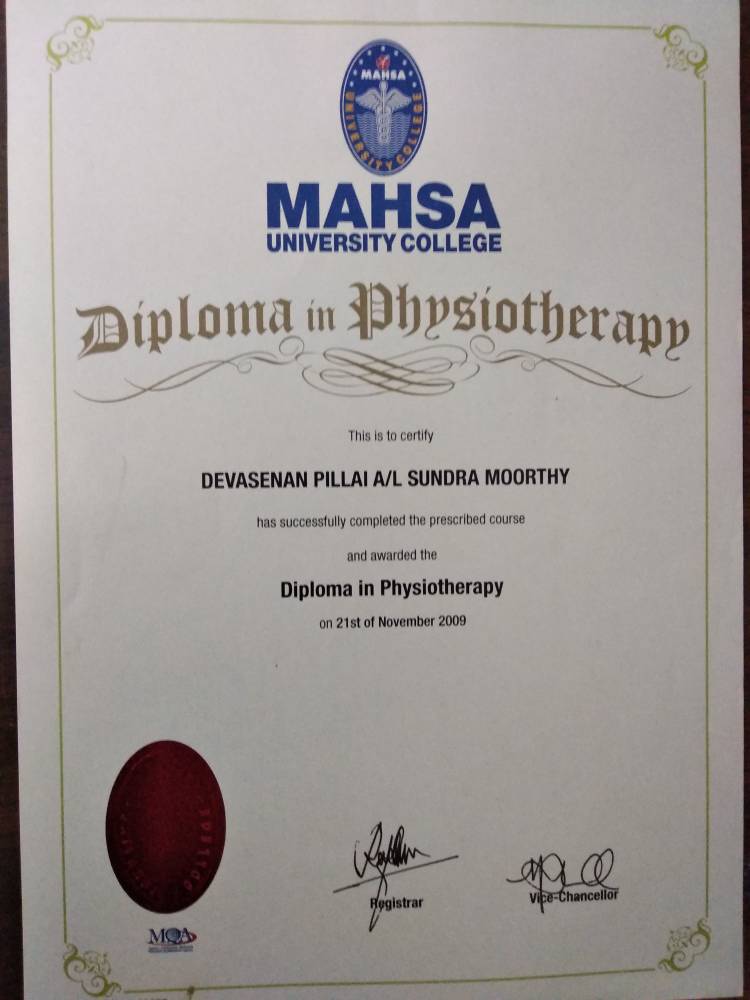 MAHSA
UNIVERSITY COLLEGE
MAHSA
UNIVERSITY COLLEGE
Diploma in Physiotherapy
This is to certify
DEVASENAN PILLAI A/L SUNDRA MOORTHY
has successfully completed the prescribed course
and awarded the
Diploma in Physiotherapy
on 21st of November 2009
Registrar
Vice-Chancellor
MQA